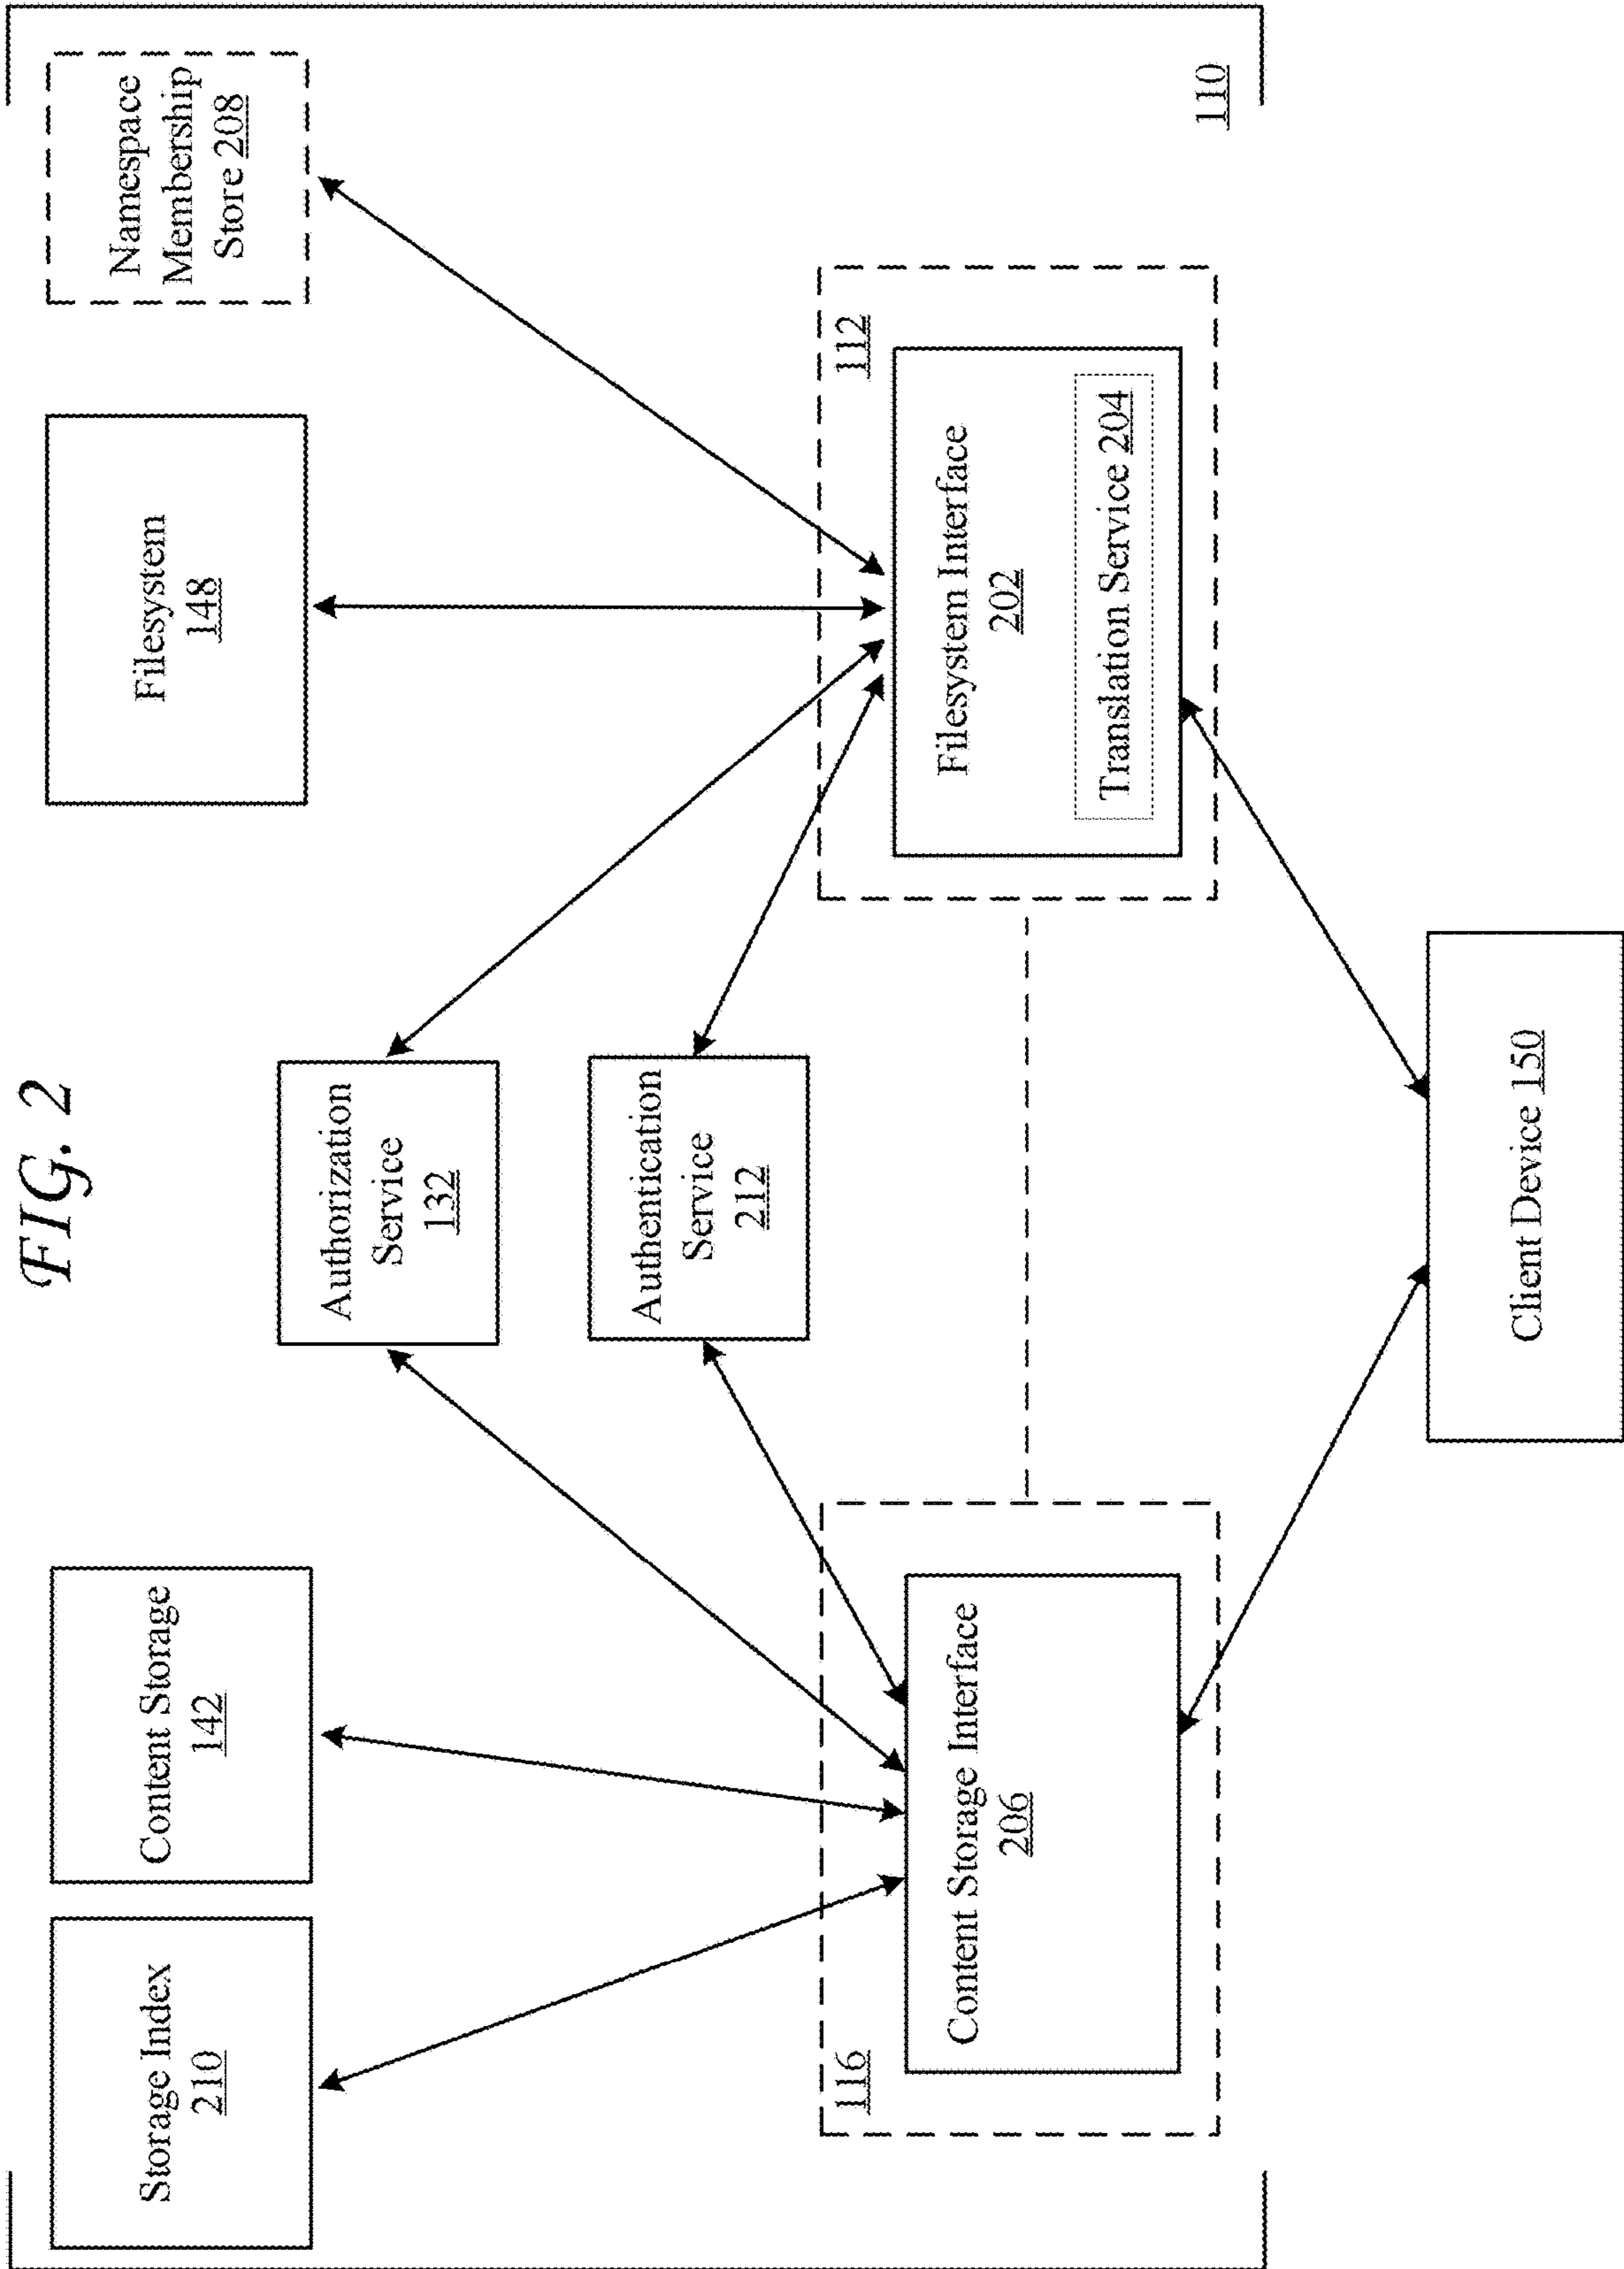 FIG. 2
Storage Index
210
Content Storage
142
Authorization
Service
132
Authentication
Service
212
Filesystem
148
Namespace
Membership
Store 208
116
Content Storage Interface
206
112
Filesystem Interface
202
Translation Service 204
110
Client Device 150